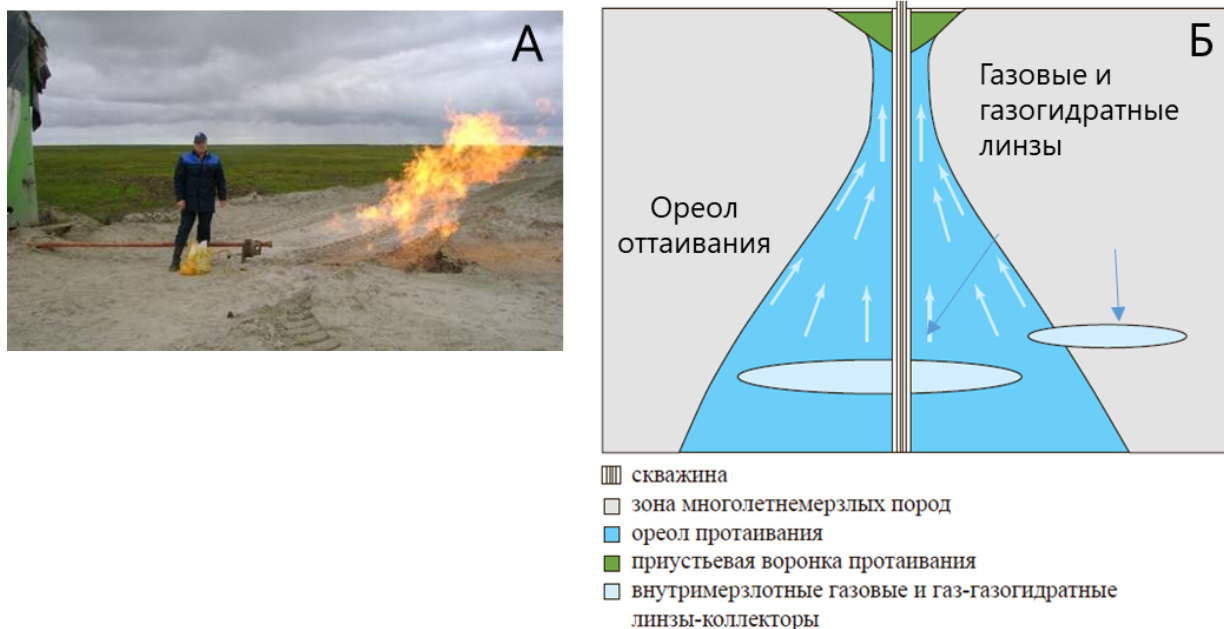 А
Б
Газовые и
газогидратные
линзы
Ореол
оттаивания
скважина
зона многолетнемерзлых пород
ореол протаивания
приустьевая воронка протаивания
внутримерзлотные газовые и газ-газогидратные
линзы-коллекторы